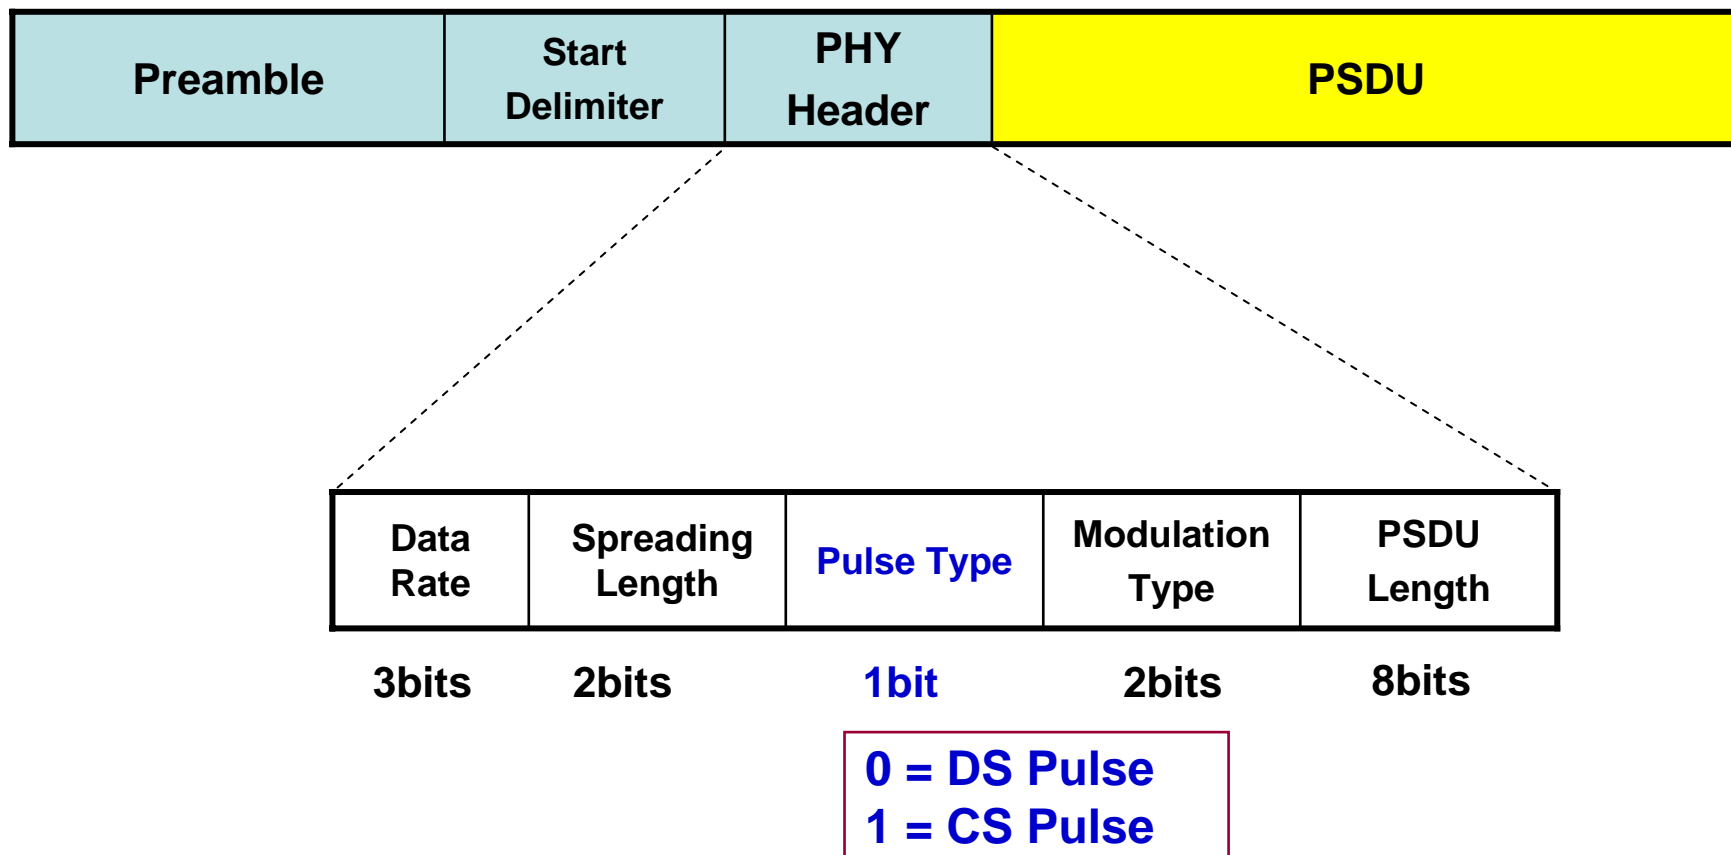 Preamble
Start
Delimiter
PHY
Header
PSDU
Data
Rate
Spreading
Length
Pulse Type
Modulation
Type
PSDU
Length
3bits
2bits
1bit
2bits
8bits
0 = DS Pulse
1 = CS Pulse